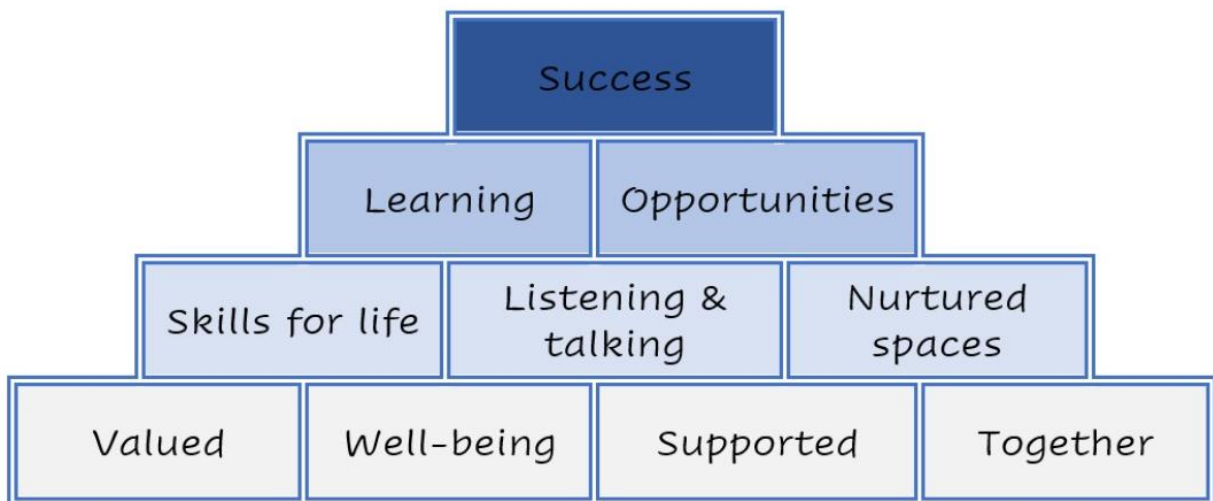 Success
Learning
Opportunities
Skills for life
Listening &
talking
Nurtured
spaces
Valued
Well-being
Supported
Together